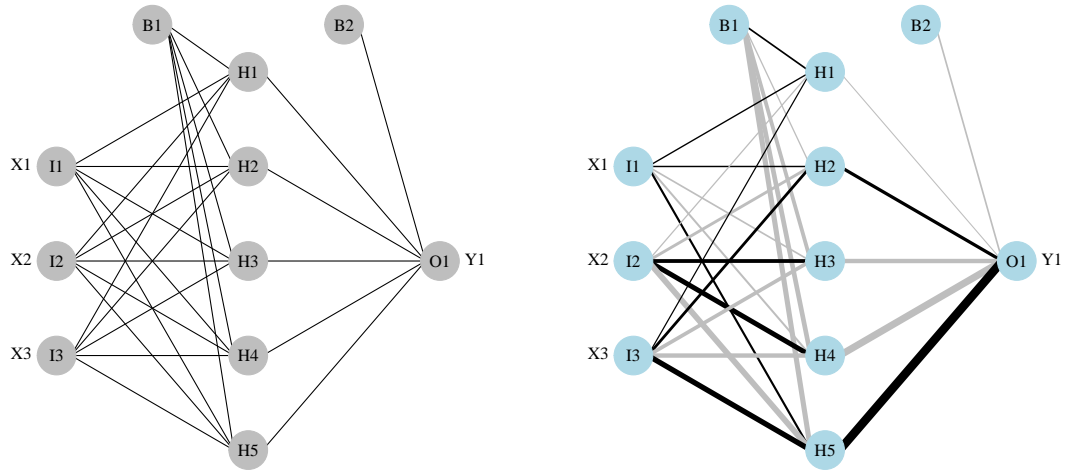 B1 B2
H1
X1 I1 H2
X2 I2 H3 O1 Y1
X3 I3 H4
H5
B1 B2
H1
X1 I1 H2
X2 I2 H3 O1 Y1
X3 I3 H4
H5